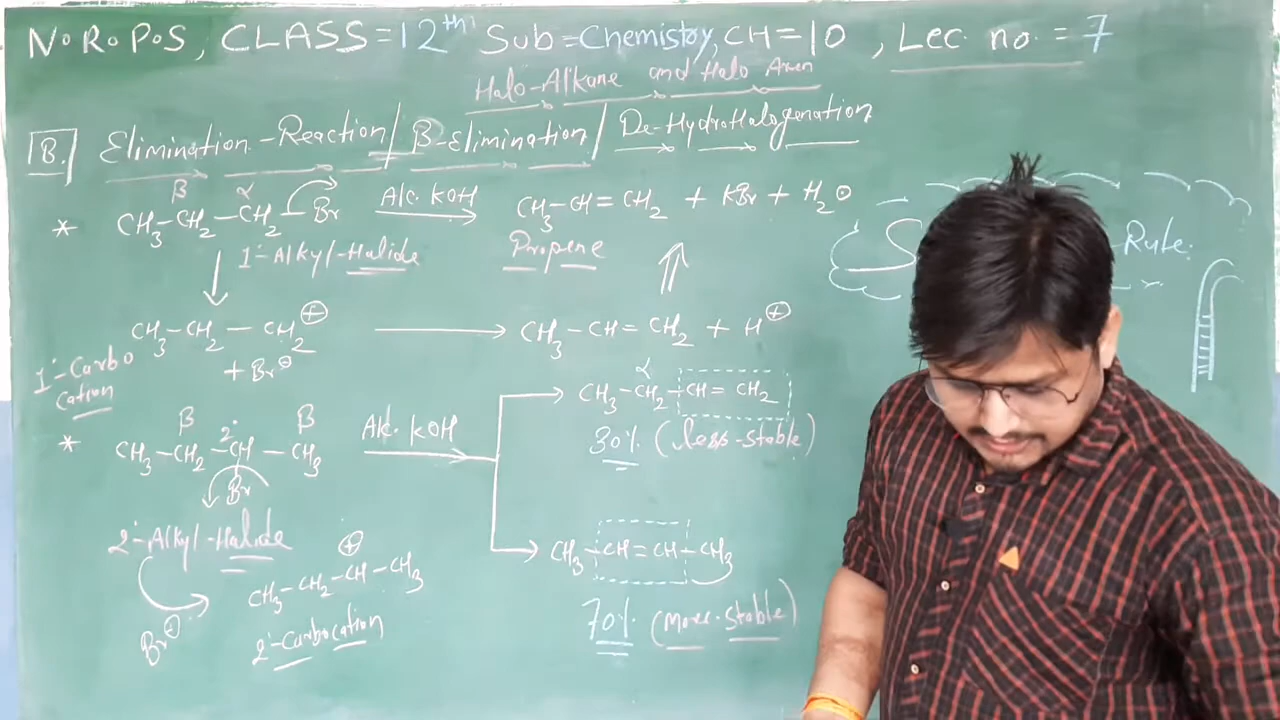 N.R.P.S, CLASS=12th Sub=Chemistry, CH=10, Lec. no.=7
Halo-Alkane and Halo Aren
B. Elimination-Reaction/β-Elimination/De-HydroHalogenation
β α
* CH3-CH2-CH2-Br Alc. KOH CH3-CH=CH2 + KBr + H2O
1°-Alkyl-Halide Propene
Rule.
CH3-CH2-CH2⊕ → CH3-CH=CH2 + H⊕
+ Br⊖
1°-Carbo
cation
α
CH3-CH2-CH=CH2
30% (less-stable)
β 2° β
* CH3-CH2-CH-CH3 Alc. KOH
Br
2°-Alkyl-Halide
CH3-CH=CH-CH3
70% (more-stable)
⊕
CH3-CH2-CH-CH3
Br⊖
2°-Carbocation